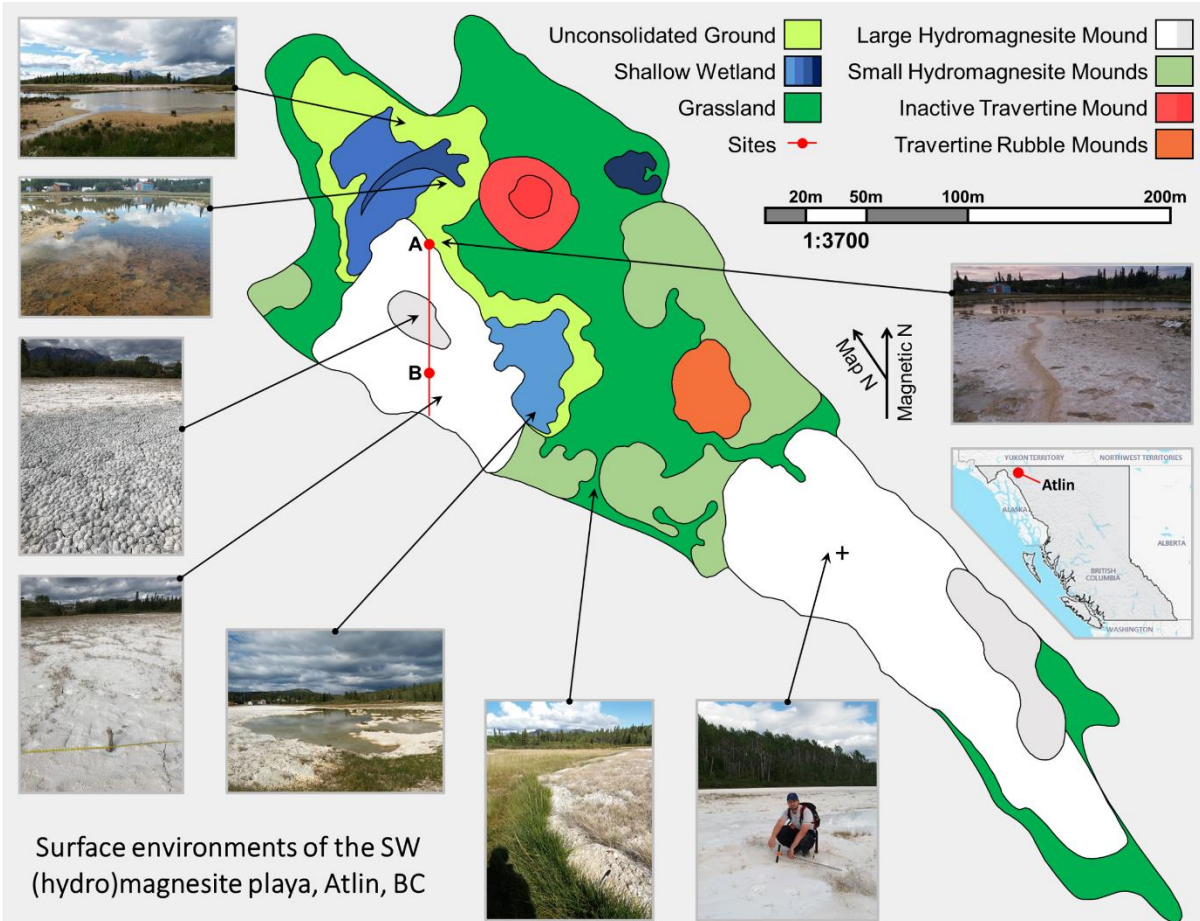 Unconsolidated Ground
Shallow Wetland
Grassland
Sites
Large Hydromagnesite Mound
Small Hydromagnesite Mounds
Inactive Travertine Mound
Travertine Rubble Mounds
20m 50m 100m 200m
1:3700
A
B
Map N
Magnetic N
YUKON TERRITORY NORTHWEST TERRITORIES
Atlin
ALASKA
ALBERTA
BRITISH
COLUMBIA
WASHINGTON
+
Surface environments of the SW
(hydro)magnesite playa, Atlin, BC